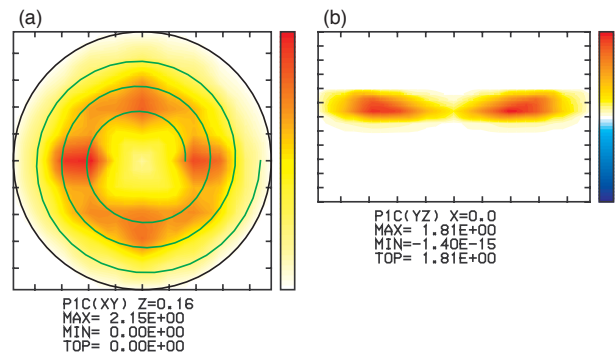 (a)
P1C(XY) Z=0.16
MAX= 2.15E+00
MIN= 0.00E+00
TOP= 0.00E+00
(b)
P1C(YZ) X=0.0
MAX= 1.81E+00
MIN=-1.40E-15
TOP= 1.81E+00